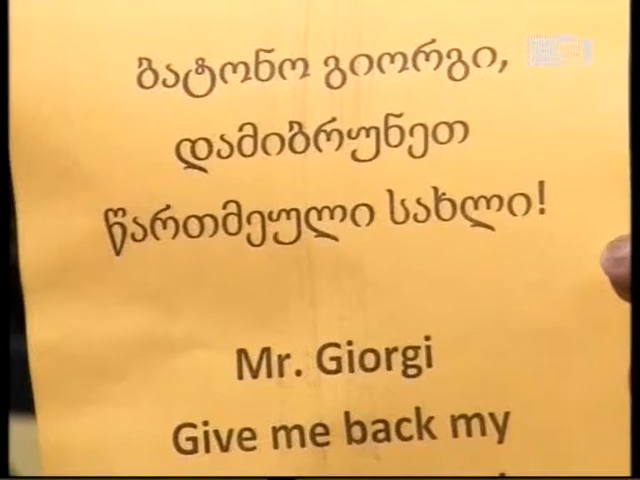 ბატონო გიორგი,
დამიბრუნეთ
წართმეული სახლი!
Mr. Giorgi
Give me back my